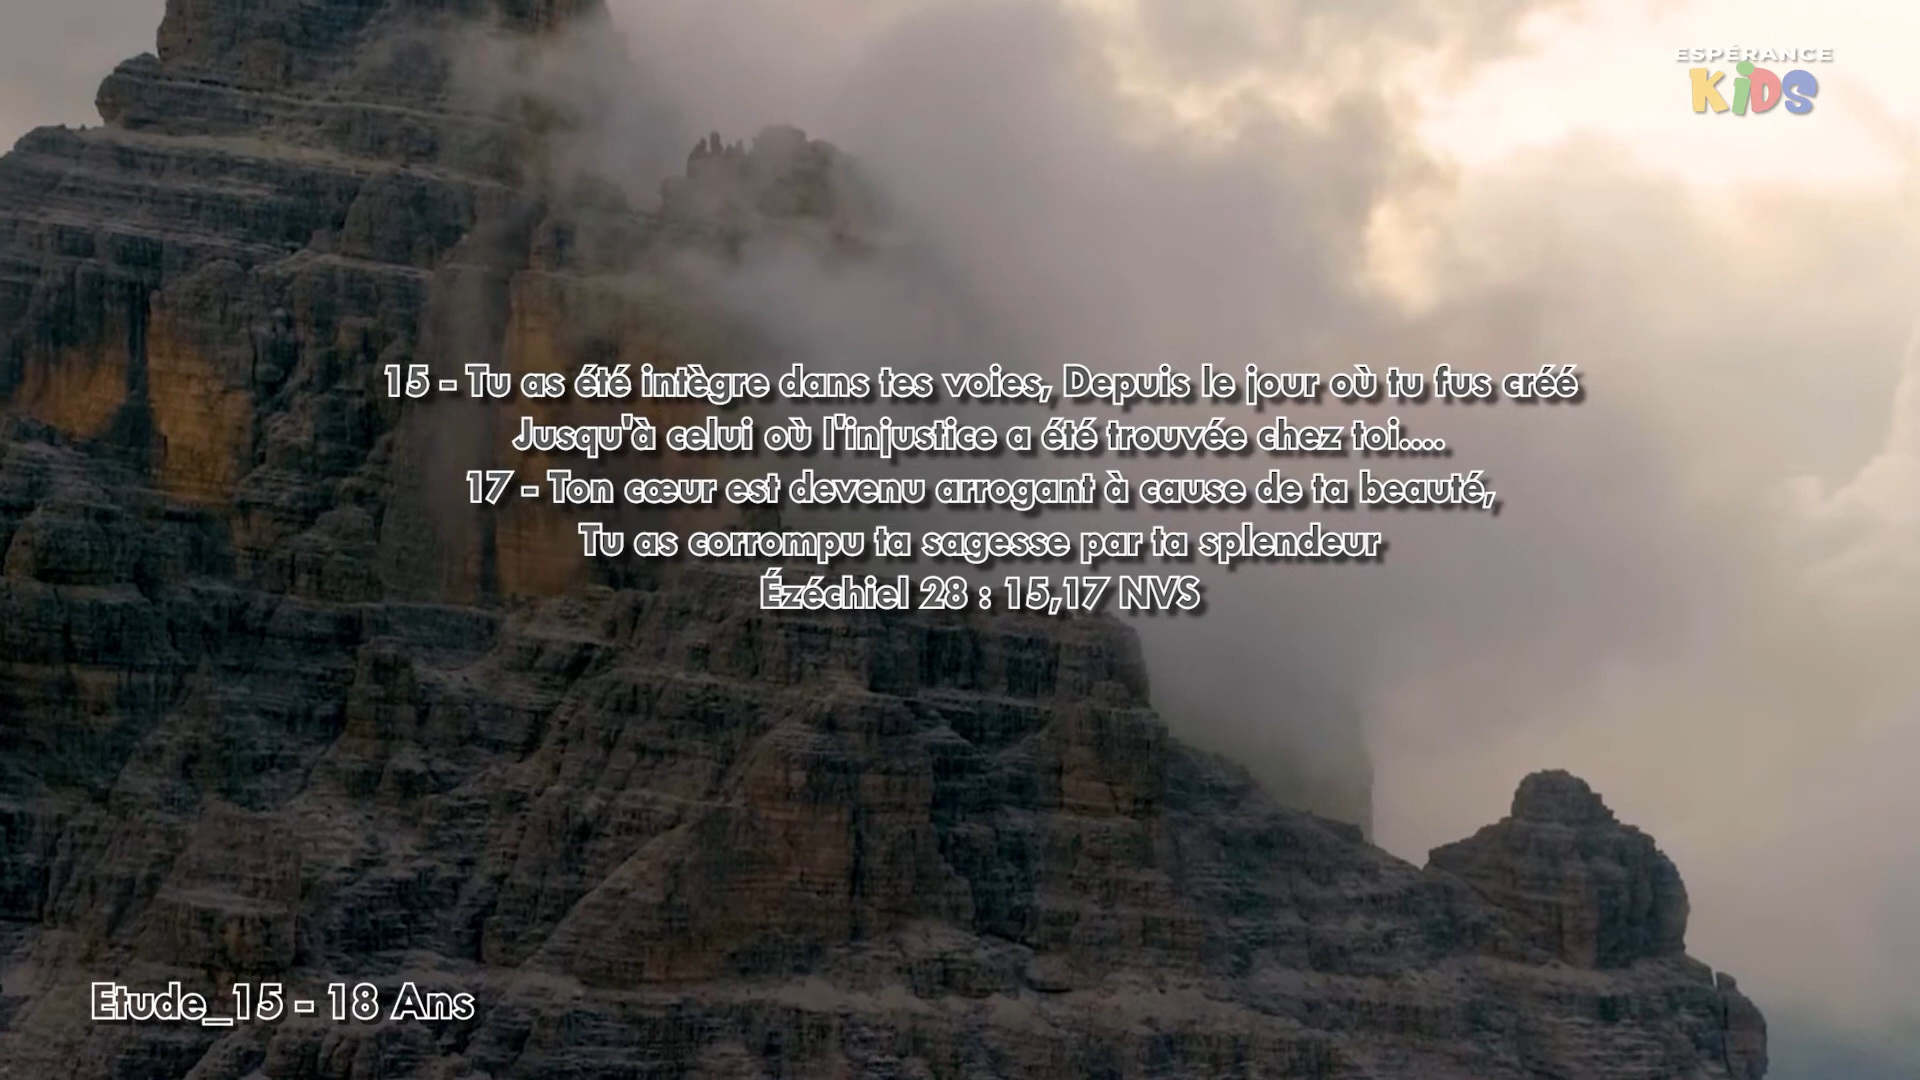 ESPÉRANCE
KiDS
15 - Tu as été intègre dans tes voies, Depuis le jour où tu fus créé
Jusqu'à celui où l'injustice a été trouvée chez toi....
17 - Ton cœur est devenu arrogant à cause de ta beauté,
Tu as corrompu ta sagesse par ta splendeur
Ézéchiel 28 : 15,17 NVS
Etude_15 - 18 Ans